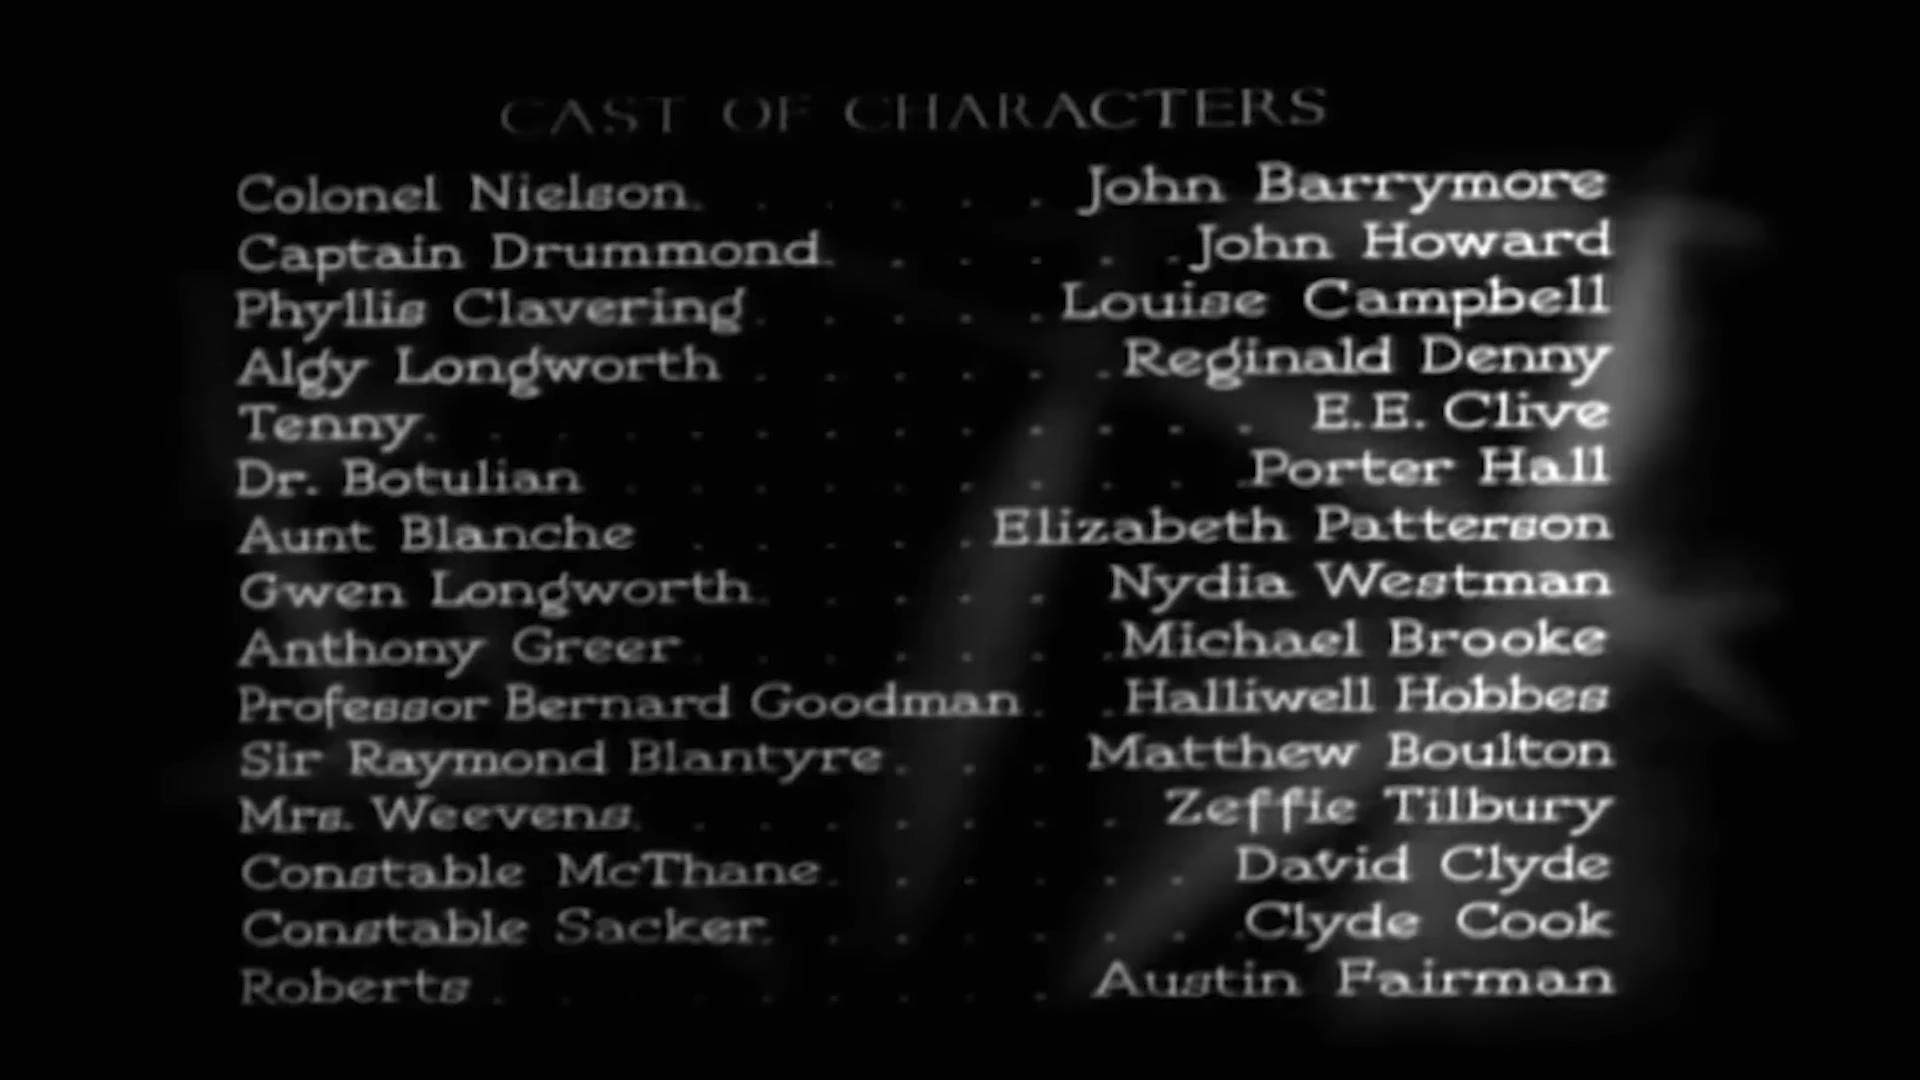 CAST OF CHARACTERS
Colonel Nielson. . . . . . John Barrymore
Captain Drummond. . . . . . John Howard
Phyllis Clavering. . . . . Louise Campbell
Algy Longworth . . . . . . Reginald Denny
Tenny. . . . . . . . . . . . . E.E. Clive
Dr. Botulian . . . . . . . . . . Porter Hall
Aunt Blanche . . . . . Elizabeth Patterson
Gwen Longworth. . . . . Nydia Westman
Anthony Greer. . . . . . . Michael Brooke
Professor Bernard Goodman. . Halliwell Hobbes
Sir Raymond Blantyre. . . Matthew Boulton
Mrs. Weevens. . . . . . . . Zeffie Tilbury
Constable McThane. . . . . . David Clyde
Constable Sacker. . . . . . . . Clyde Cook
Roberts . . . . . . . . . Austin Fairman